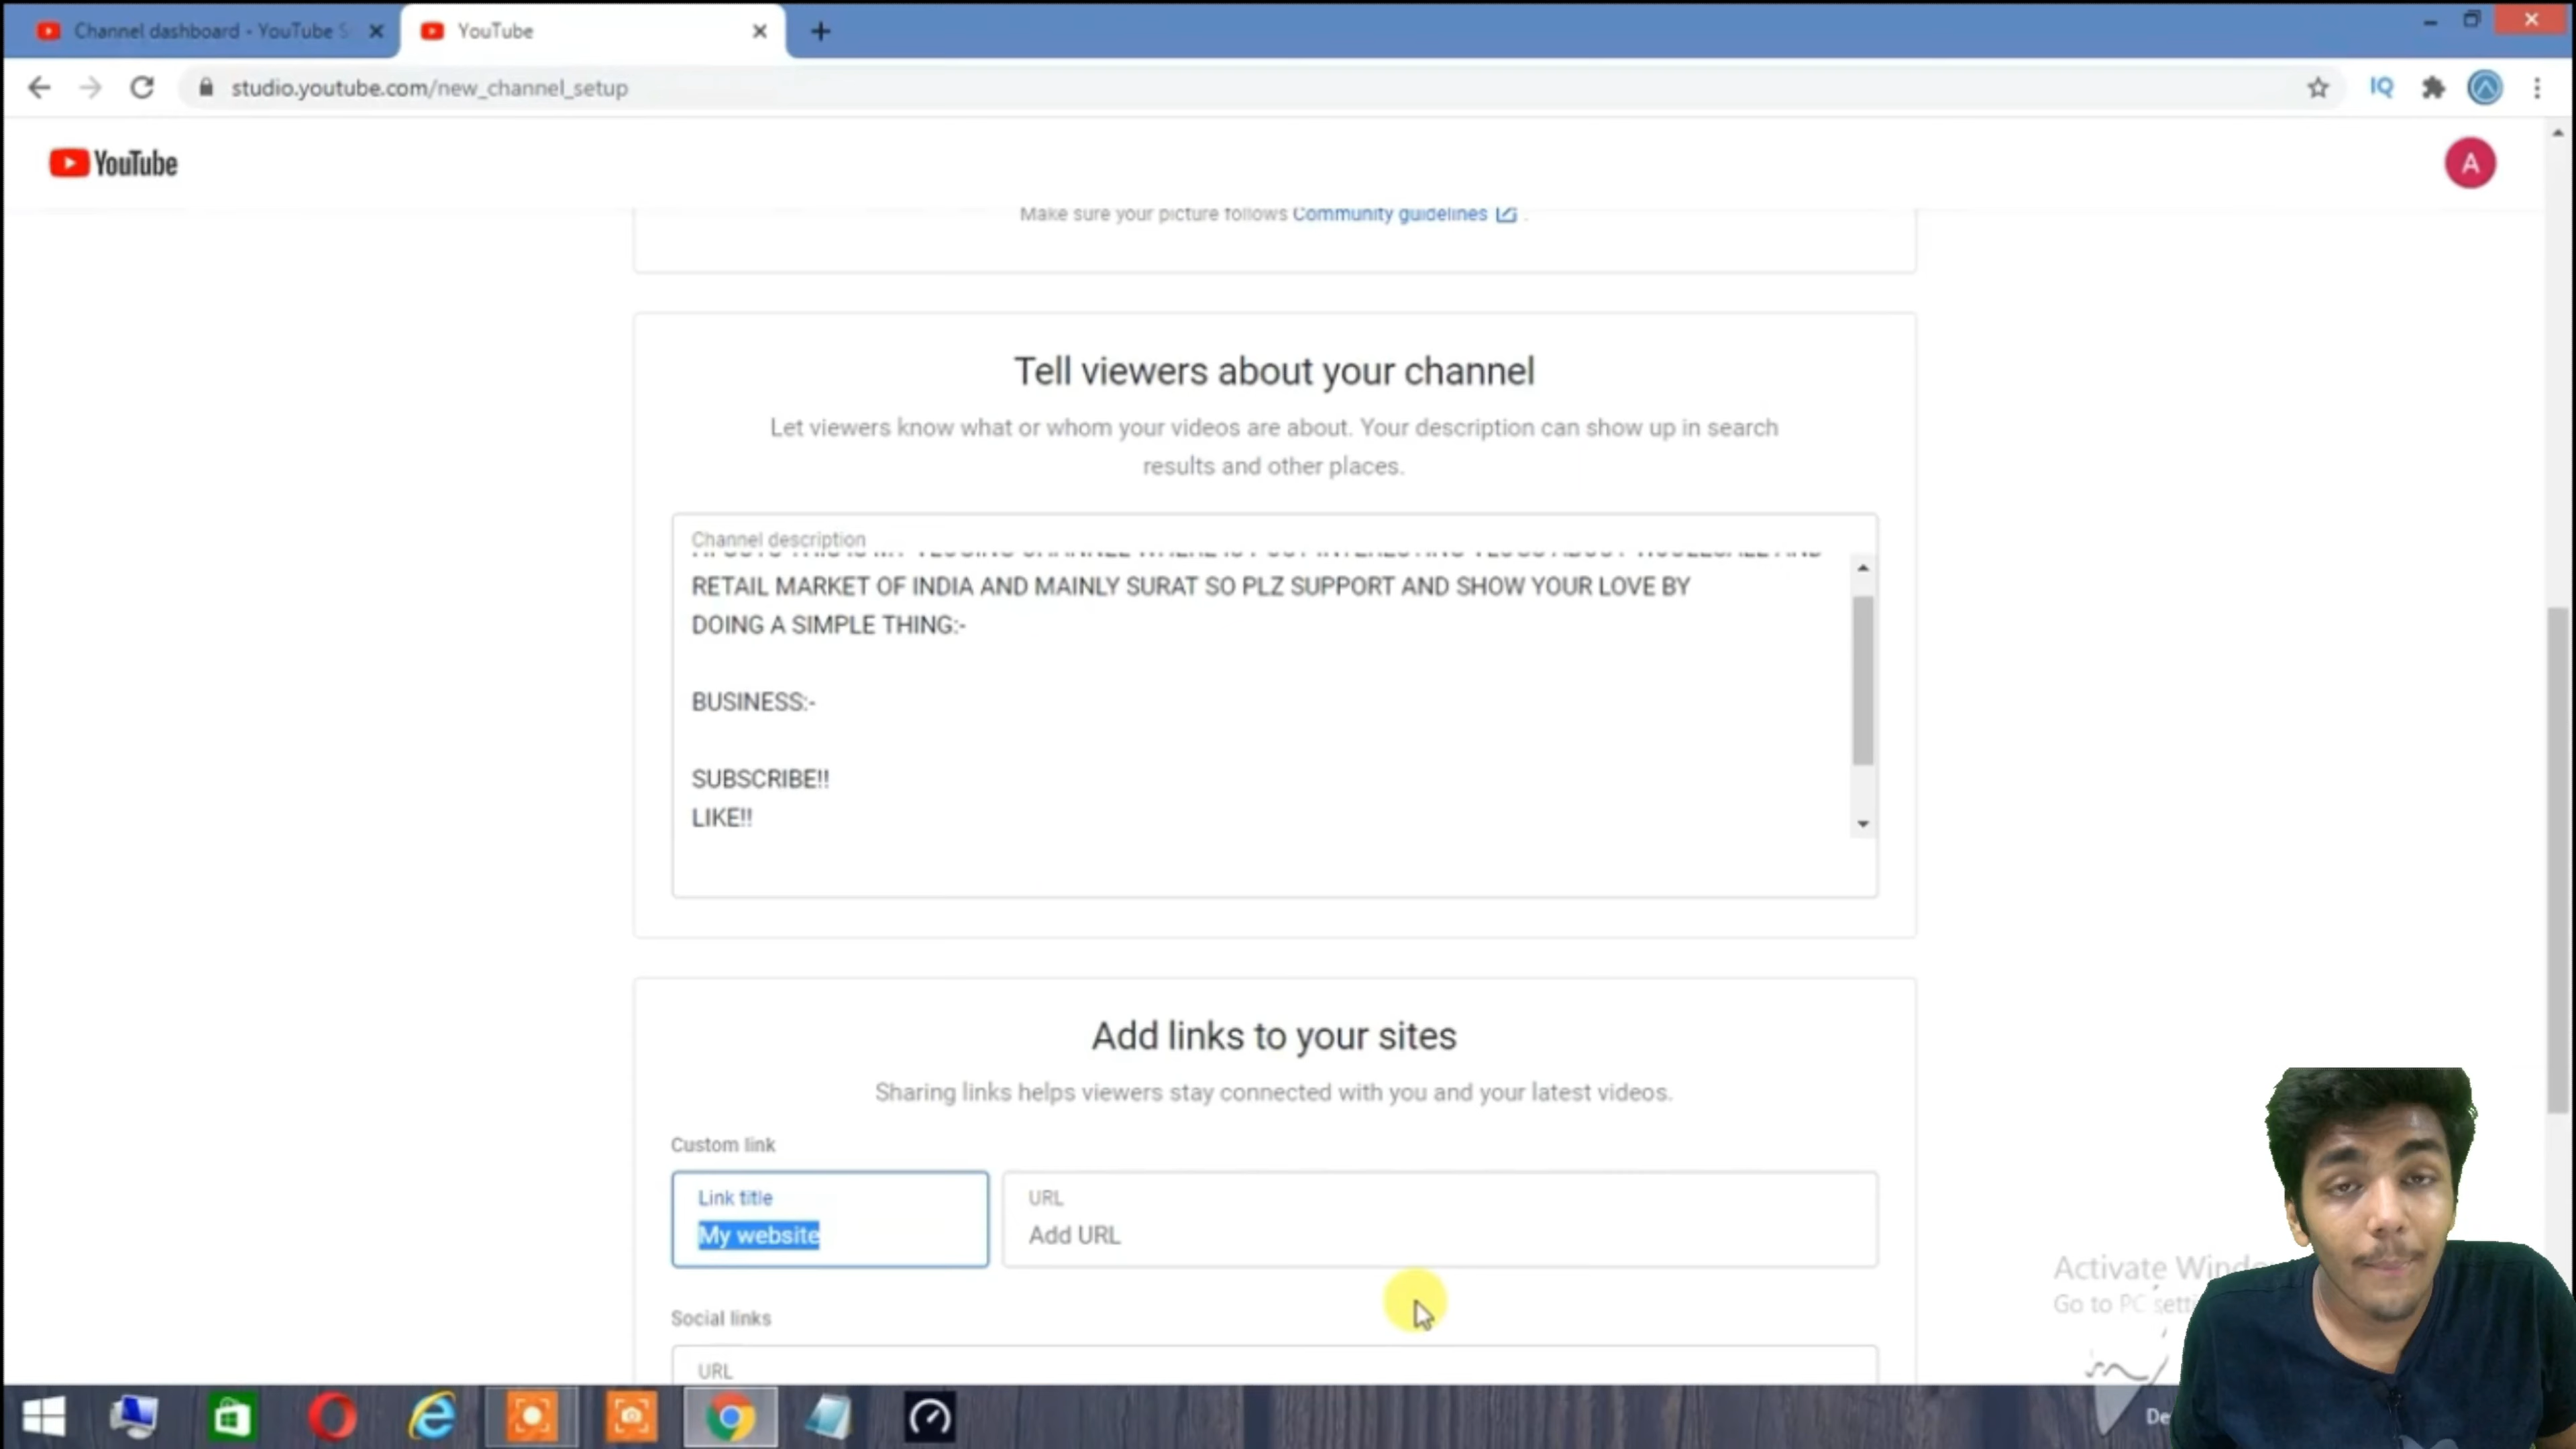 Channel dashboard - YouTube S
YouTube
studio.youtube.com/new_channel_setup
IQ
YouTube
A
Make sure your picture follows Community guidelines .
Tell viewers about your channel
Let viewers know what or whom your videos are about. Your description can show up in search
results and other places.
Channel description
RETAIL MARKET OF INDIA AND MAINLY SURAT SO PLZ SUPPORT AND SHOW YOUR LOVE BY
DOING A SIMPLE THING:-
BUSINESS:-
SUBSCRIBE!!
LIKE!!
Add links to your sites
Sharing links helps viewers stay connected with you and your latest videos.
Custom link
Link title
My website
URL
Add URL
Social links
URL
Activate Windo
Go to PC setti
De